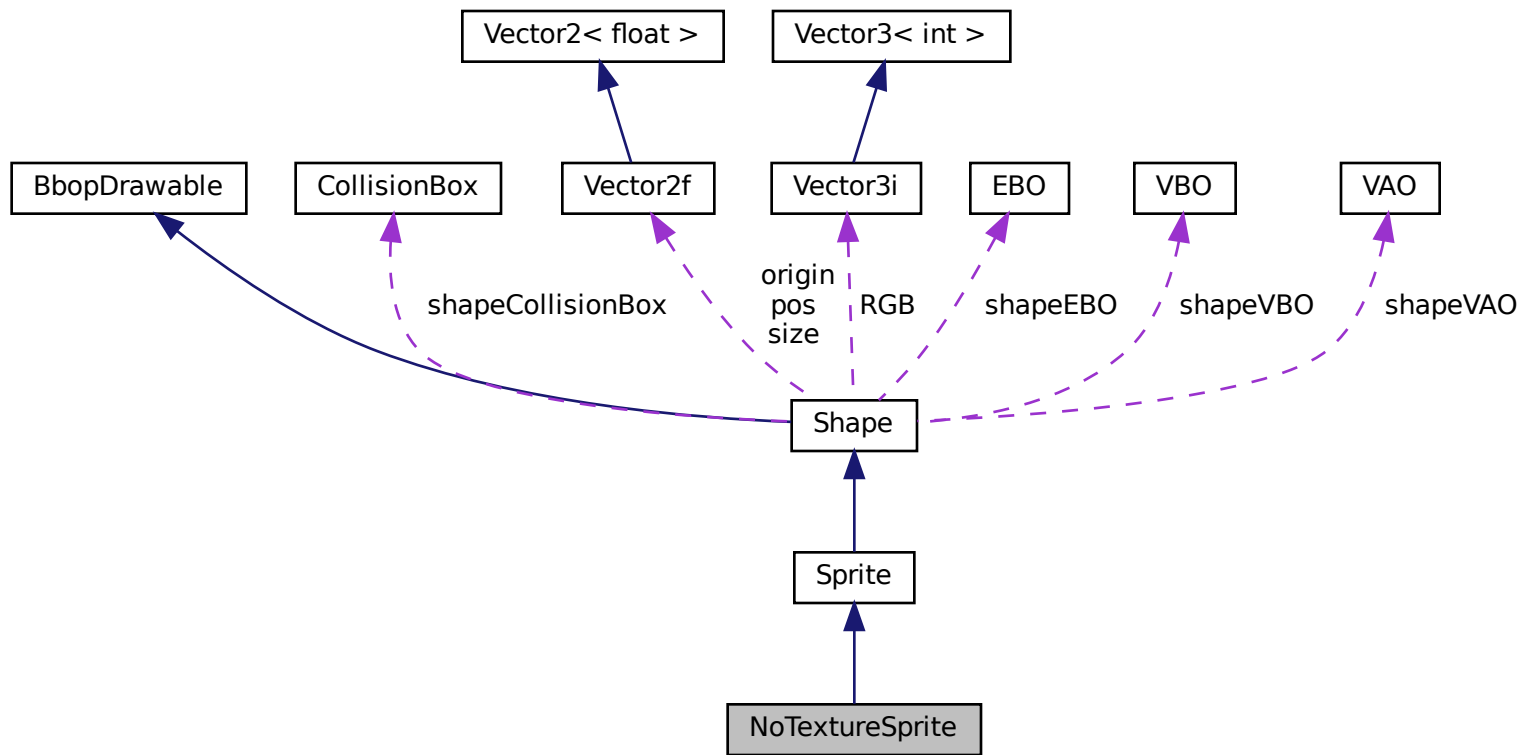 Vector2< float >
Vector3< int >
BbopDrawable
CollisionBox
Vector2f
Vector3i
EBO
VBO
VAO
shapeCollisionBox
origin
pos
size
RGB
shapeEBO
shapeVBO
shapeVAO
Shape
Sprite
NoTextureSprite